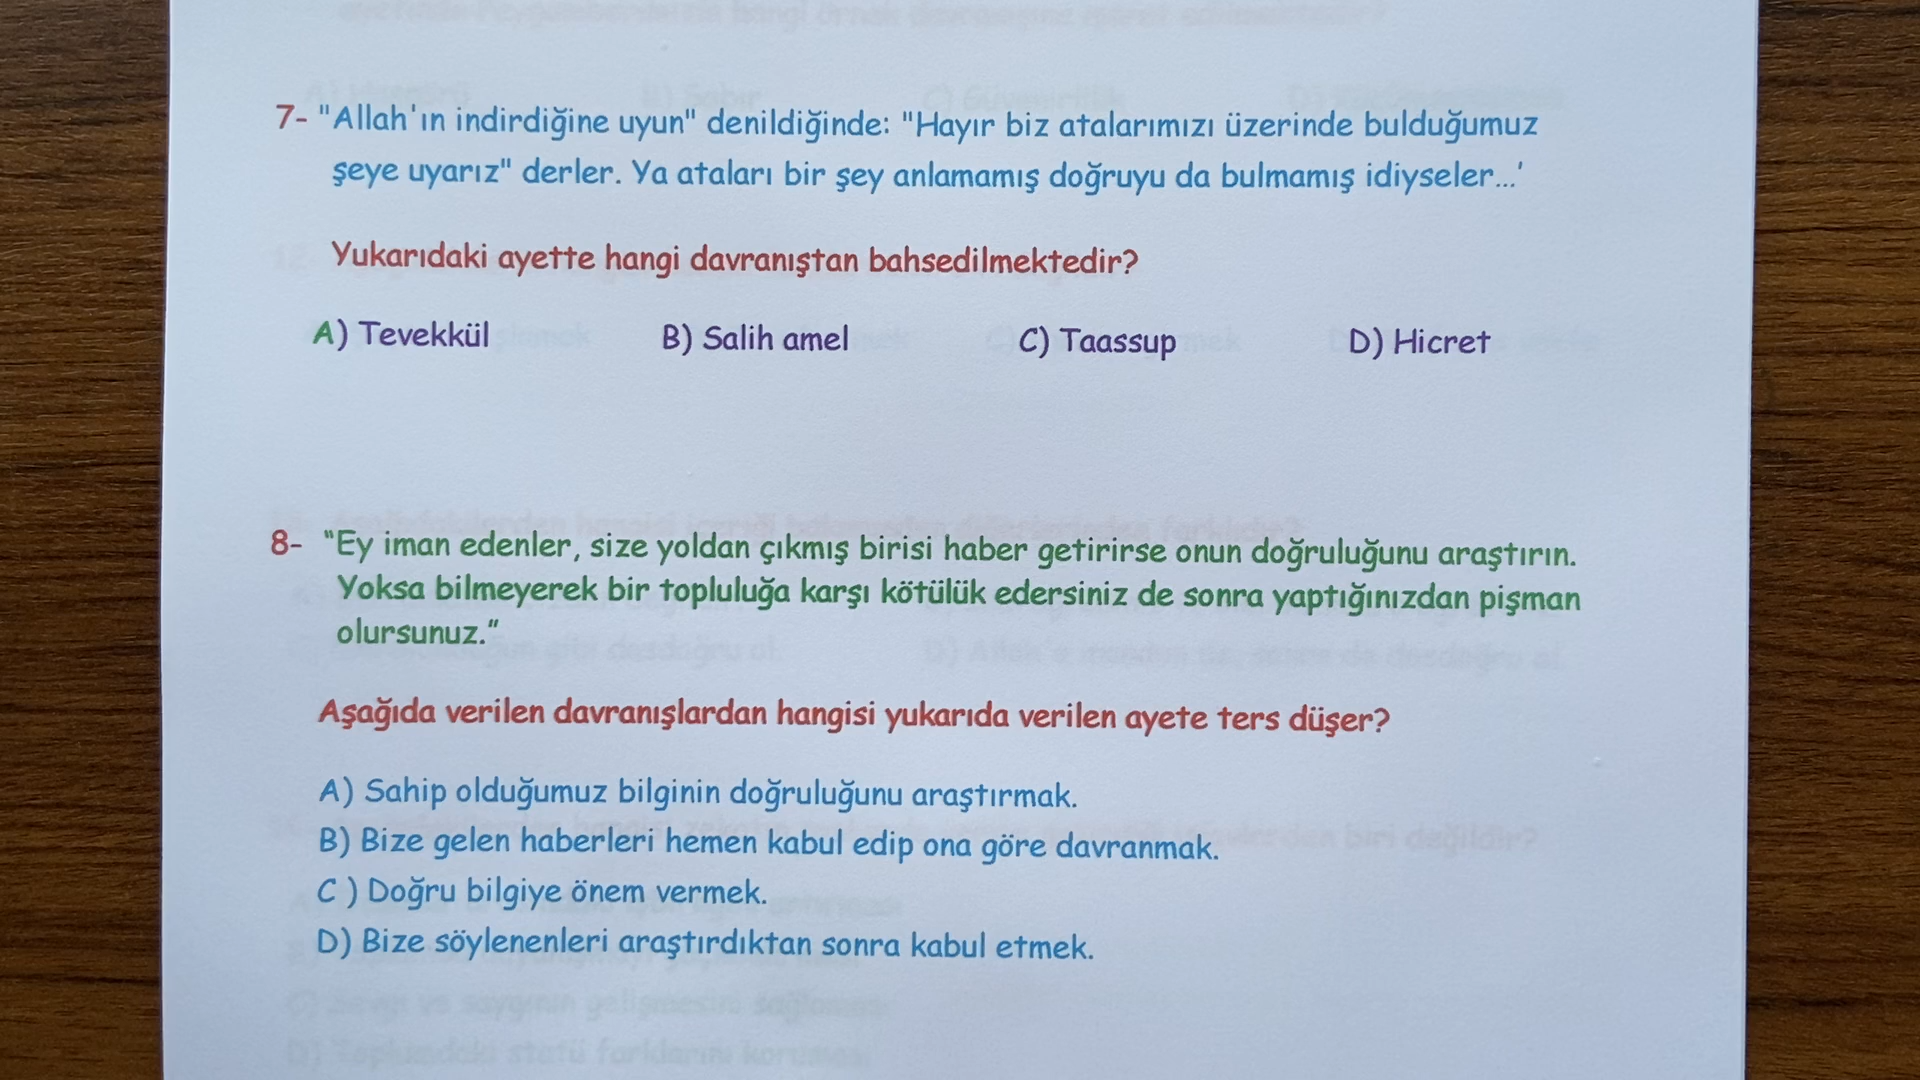 7- "Allah'ın indirdiğine uyun" denildiğinde: "Hayır biz atalarımızı üzerinde bulduğumuz
şeye uyarız" derler. Ya ataları bir şey anlamamış doğruyu da bulmamış idiyseler...'
Yukarıdaki ayette hangi davranıştan bahsedilmektedir?
A) Tevekkül B) Salih amel C) Taassup D) Hicret
8- "Ey iman edenler, size yoldan çıkmış birisi haber getirirse onun doğruluğunu araştırın.
Yoksa bilmeyerek bir topluluğa karşı kötülük edersiniz de sonra yaptığınızdan pişman
olursunuz."
Aşağıda verilen davranışlardan hangisi yukarıda verilen ayete ters düşer?
A) Sahip olduğumuz bilginin doğruluğunu araştırmak.
B) Bize gelen haberleri hemen kabul edip ona göre davranmak.
C ) Doğru bilgiye önem vermek.
D) Bize söylenenleri araştırdıktan sonra kabul etmek.